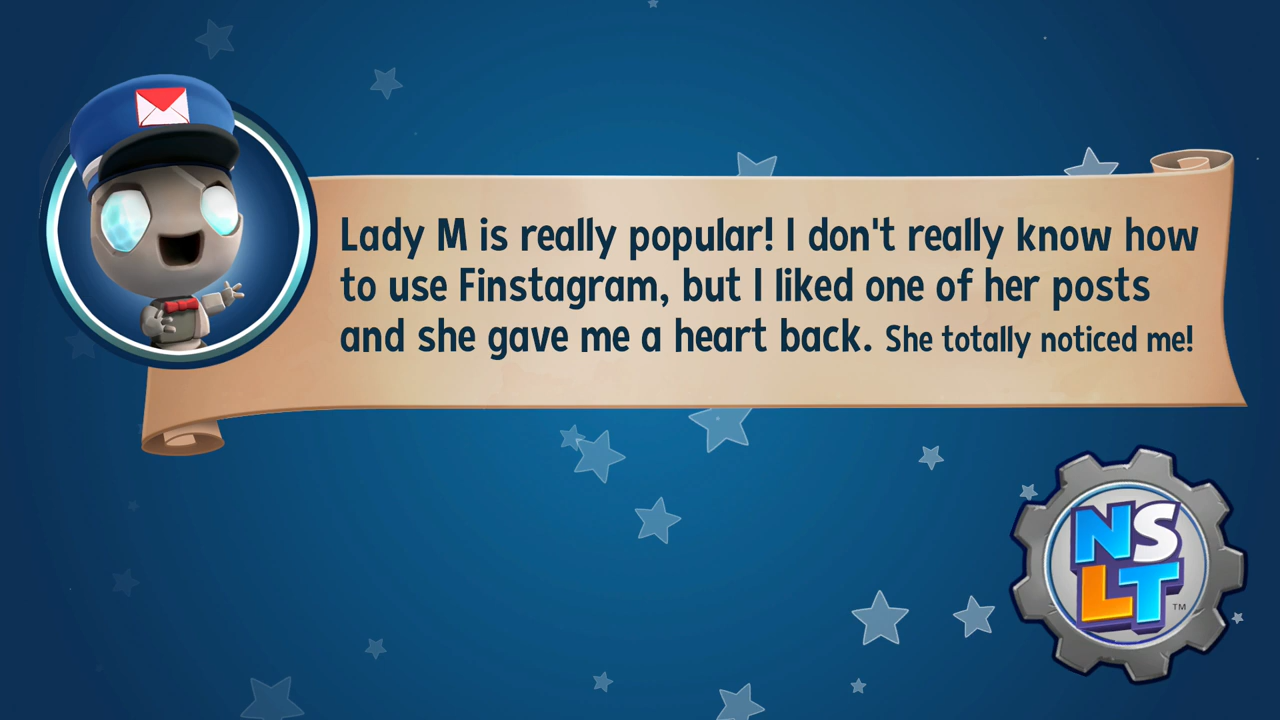 Lady M is really popular! I don't really know how
to use Finstagram, but I liked one of her posts
and she gave me a heart back. She totally noticed me!
NS
LT
TM